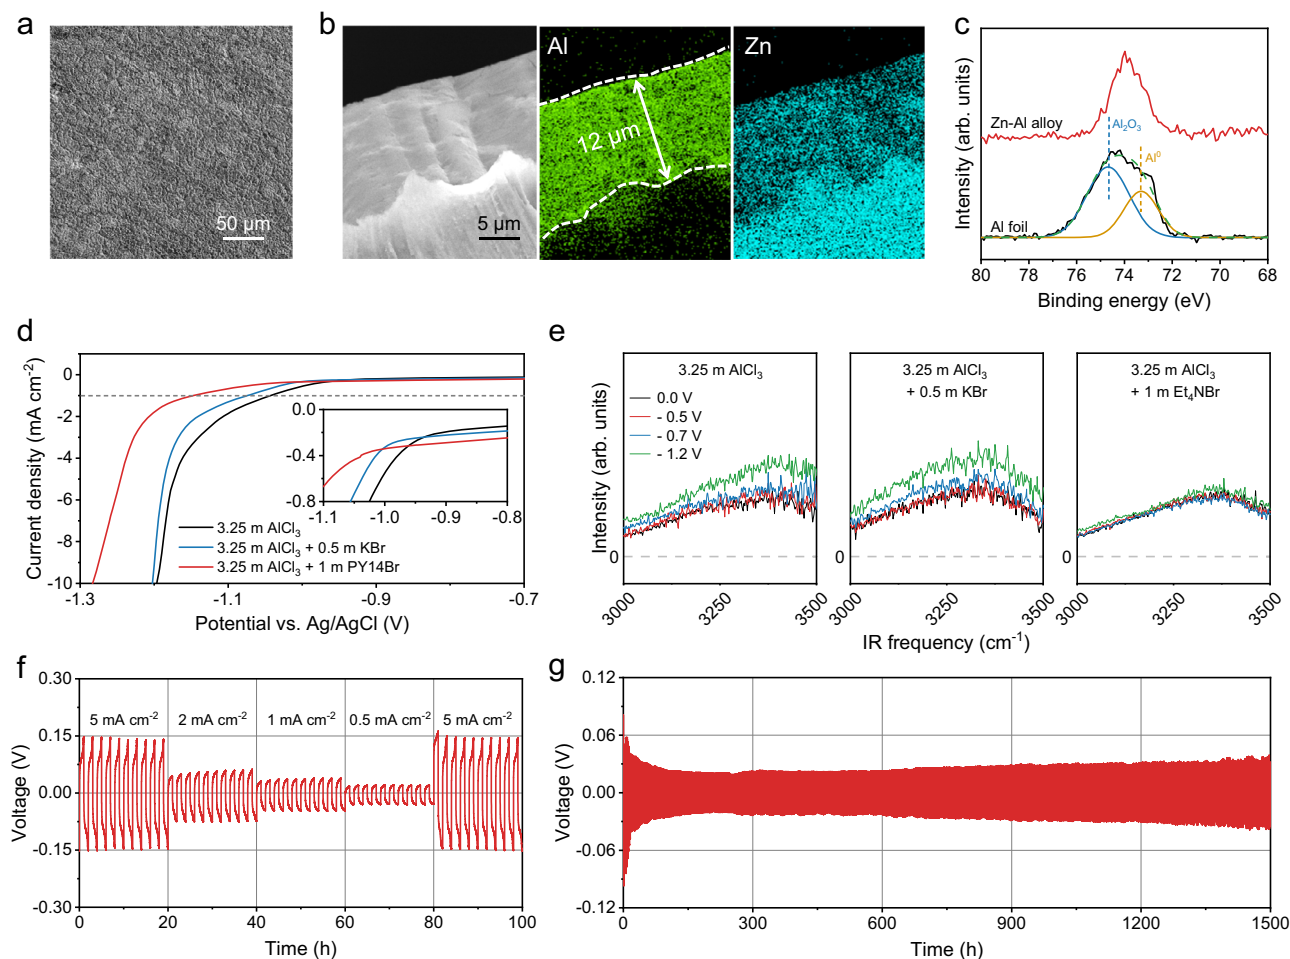 a
50 μm
b
5 μm
Al
12 μm
Zn
c
Intensity (arb. units)
Zn-Al alloy
Al₂O₃
Al⁰
Al foil
80 78 76 74 72 70 68
Binding energy (eV)
d
Current density (mA cm⁻²)
0
-2
-4
-6
-8
-10
0.0
-0.4
-0.8
-1.1 -1.0 -0.9 -0.8
3.25 m AlCl₃
3.25 m AlCl₃ + 0.5 m KBr
3.25 m AlCl₃ + 1 m PY14Br
-1.3 -1.1 -0.9 -0.7
Potential vs. Ag/AgCl (V)
e
Intensity (arb. units)
3.25 m AlCl₃
0.0 V
- 0.5 V
- 0.7 V
- 1.2 V
0
3000 3250 3500
3.25 m AlCl₃
+ 0.5 m KBr
0
3000 3250 3500
3.25 m AlCl₃
+ 1 m Et₄NBr
0
3000 3250 3500
IR frequency (cm⁻¹)
f
Voltage (V)
0.30
0.15
0.00
-0.15
-0.30
5 mA cm⁻² 2 mA cm⁻² 1 mA cm⁻² 0.5 mA cm⁻² 5 mA cm⁻²
0 20 40 60 80 100
Time (h)
g
Voltage (V)
0.12
0.06
0.00
-0.06
-0.12
0 300 600 900 1200 1500
Time (h)